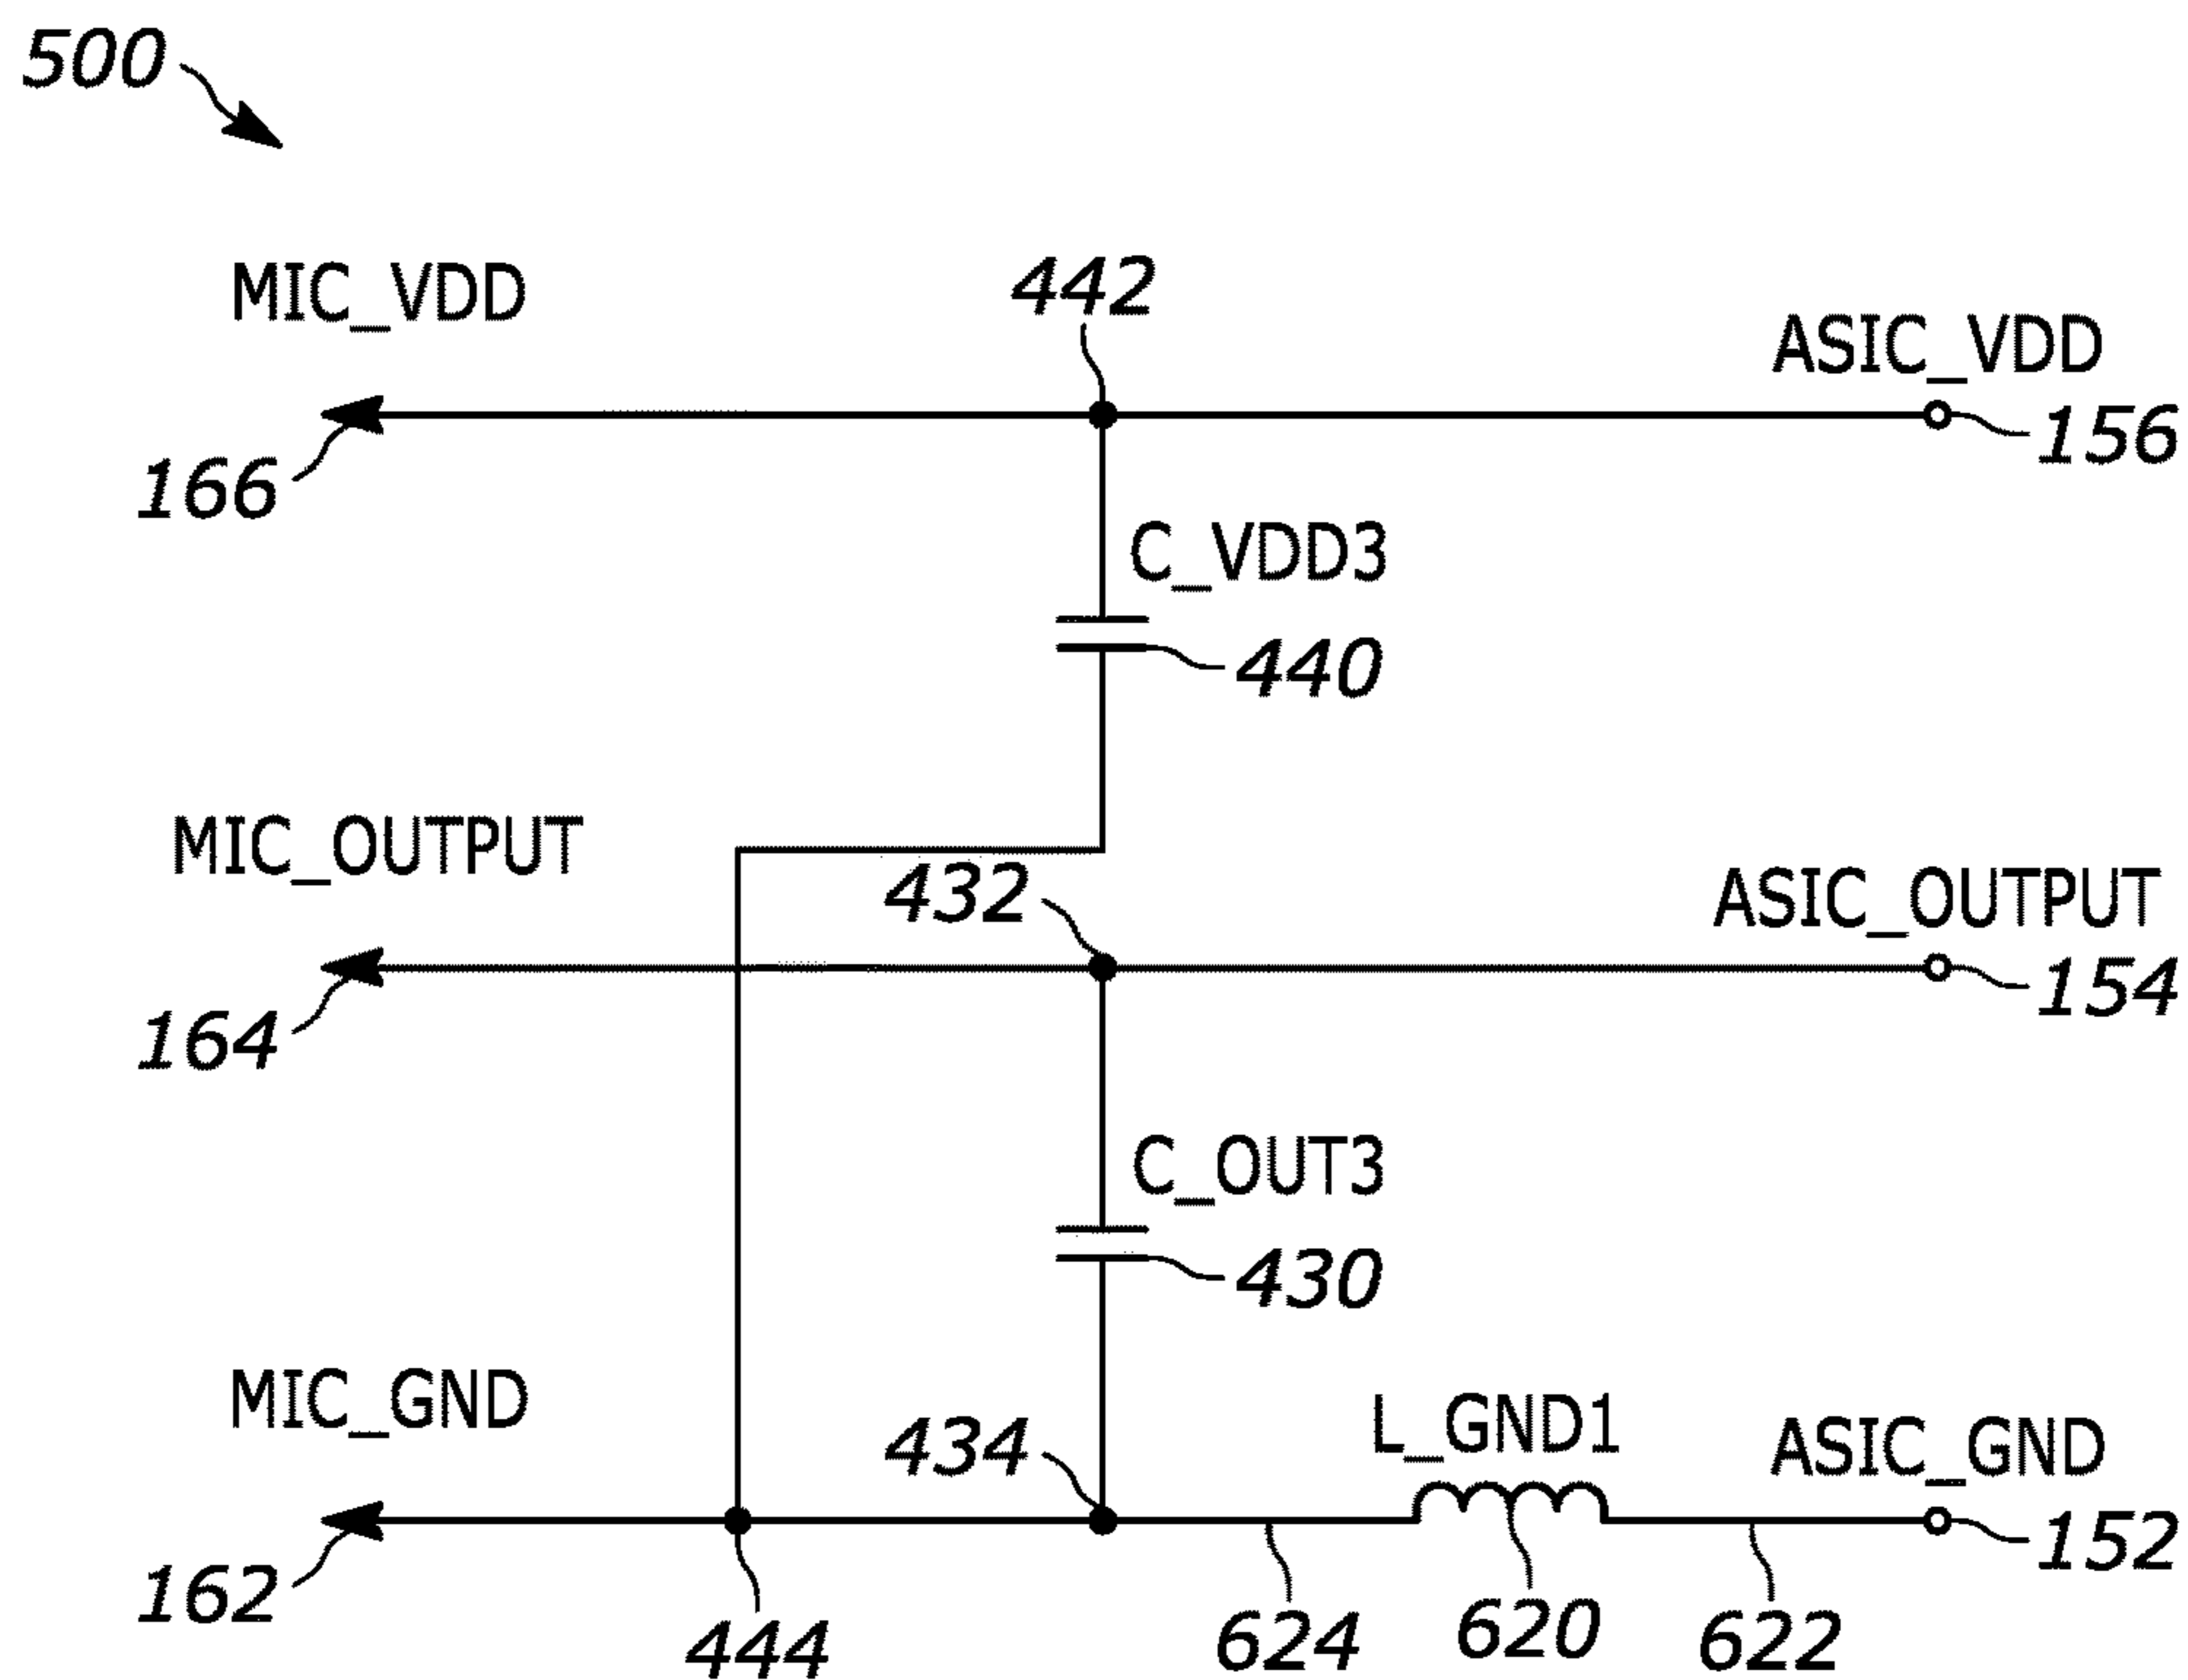 500
MIC_VDD
442
ASIC_VDD
166
156
C_VDD3
440
MIC_OUTPUT
432
ASIC_OUTPUT
164
154
C_OUT3
430
MIC_GND
434
L_GND1
ASIC_GND
162
444
624
620
622
152